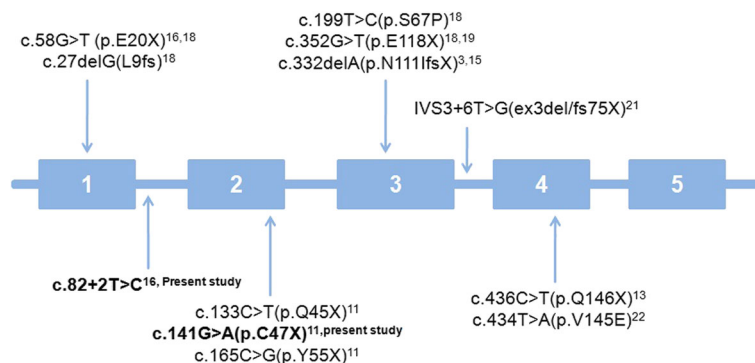 c.58G>T (p.E20X)16,18
c.27delG(L9fs)18
c.199T>C(p.S67P)18
c.352G>T(p.E118X)18,19
c.332delA(p.N111IfsX)3,15
IVS3+6T>G(ex3del/fs75X)21
1 2 3 4 5
c.82+2T>C16, Present study
c.133C>T(p.Q45X)11
c.141G>A(p.C47X)11,present study
c.165C>G(p.Y55X)11
c.436C>T(p.Q146X)13
c.434T>A(p.V145E)22